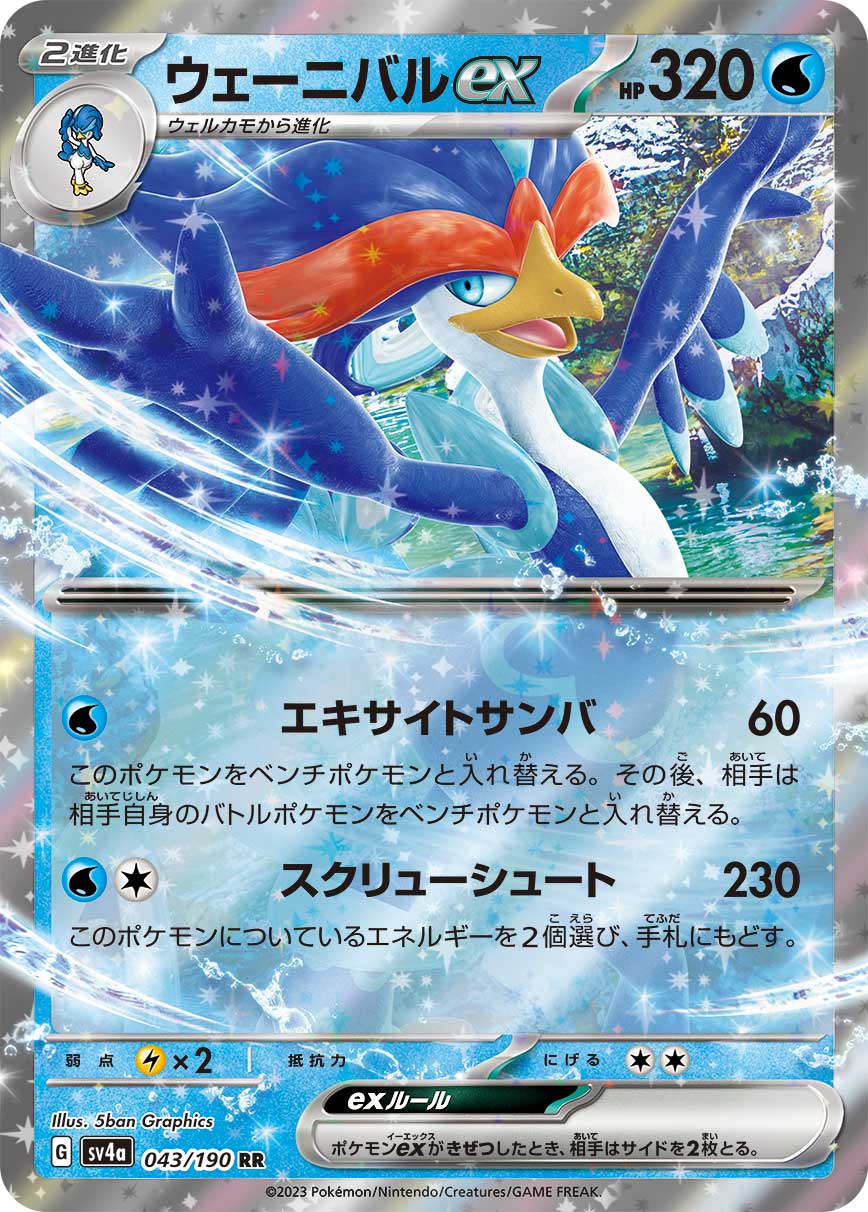 2進化
ウェーニバルex HP 320
ウェルカモから進化
エキサイトサンバ 60
このポケモンをベンチポケモンと入れ替える。その後、相手は
相手自身のバトルポケモンをベンチポケモンと入れ替える。
スクリューシュート 230
このポケモンについているエネルギーを2個選び、手札にもどす。
弱点 ×2 抵抗力 にげる
exルール
ポケモンexがきぜつしたとき、相手はサイドを2枚とる。
Illus. 5ban Graphics
G sv4a 043/190 RR
©2023 Pokémon/Nintendo/Creatures/GAME FREAK.